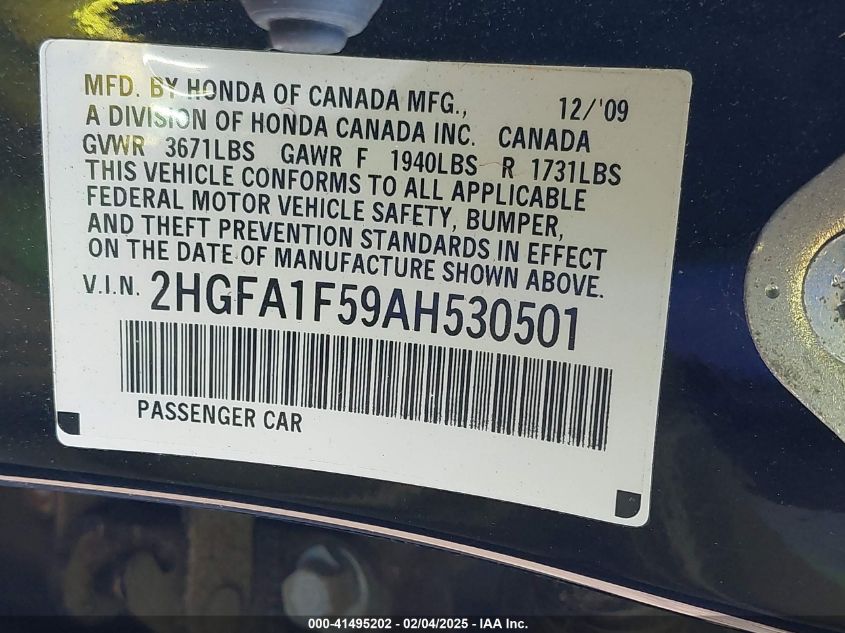 MFD. BY HONDA OF CANADA MFG., 12/'09
A DIVISION OF HONDA CANADA INC. CANADA
GVWR 3671LBS GAWR F 1940LBS R 1731LBS
THIS VEHICLE CONFORMS TO ALL APPLICABLE
FEDERAL MOTOR VEHICLE SAFETY, BUMPER,
AND THEFT PREVENTION STANDARDS IN EFFECT
ON THE DATE OF MANUFACTURE SHOWN ABOVE.
V.I.N. 2HGFA1F59AH530501
PASSENGER CAR
000-41495202 - 02/04/2025 - IAA Inc.